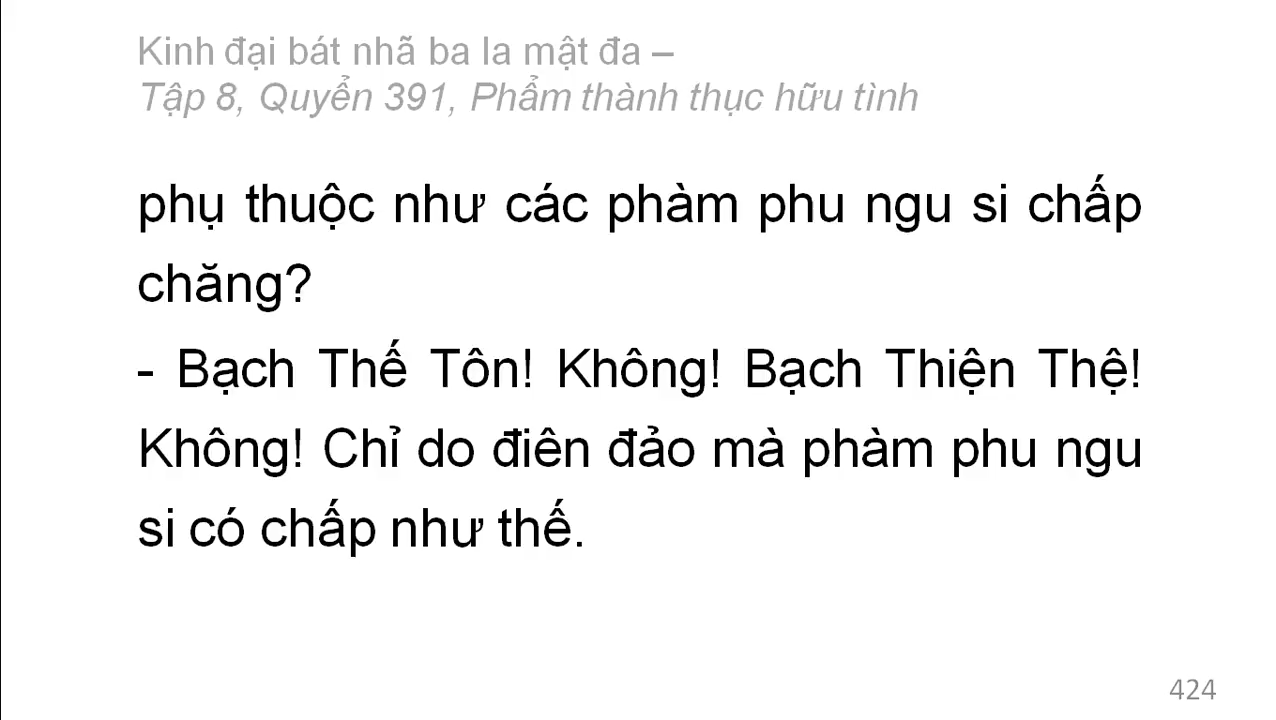 Kinh đại bát nhã ba la mật đa –
Tập 8, Quyển 391, Phẩm thành thục hữu tình
phụ thuộc như các phàm phu ngu si chấp
chăng?
- Bạch Thế Tôn! Không! Bạch Thiện Thệ!
Không! Chỉ do điên đảo mà phàm phu ngu
si có chấp như thế.
424